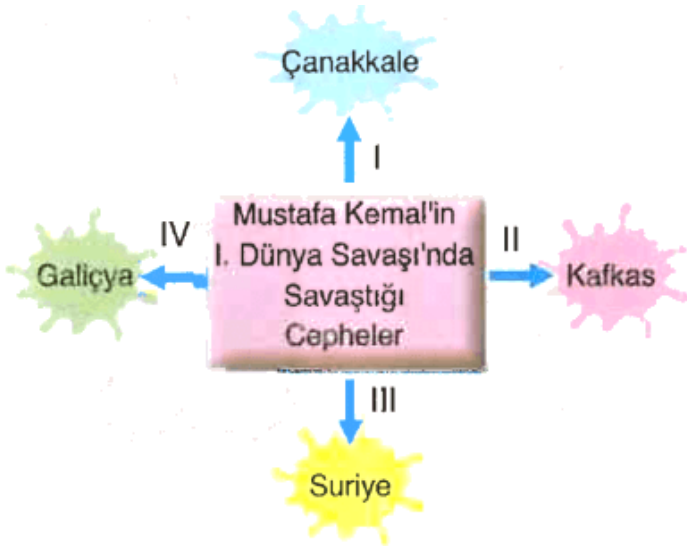 Çanakkale
I
Mustafa Kemal'in
I. Dünya Savaşı'nda
Savaştığı
Cepheler
IV
Galiçya
II
Kafkas
III
Suriye